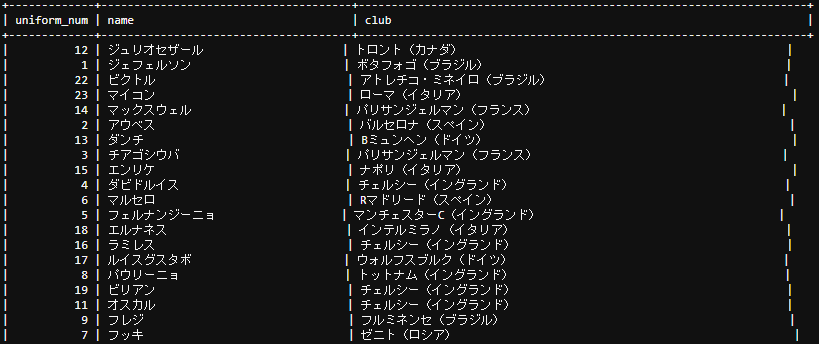 uniform_num | name | club
12 | ジュリオセザール | トロント（カナダ）
1 | ジェフェルソン | ボタフォゴ（ブラジル）
22 | ビクトル | アトレチコ・ミネイロ（ブラジル）
23 | マイコン | ローマ（イタリア）
14 | マックスウェル | パリサンジェルマン（フランス）
2 | アウベス | バルセロナ（スペイン）
13 | ダンチ | Bミュンヘン（ドイツ）
3 | チアゴシウバ | パリサンジェルマン（フランス）
15 | エンリケ | ナポリ（イタリア）
4 | ダビドルイス | チェルシー（イングランド）
6 | マルセロ | Rマドリード（スペイン）
5 | フェルナンジーニョ | マンチェスターC（イングランド）
18 | エルナネス | インテルミラノ（イタリア）
16 | ラミレス | チェルシー（イングランド）
17 | ルイスグスタボ | ウォルフスブルク（ドイツ）
8 | パウリーニョ | トットナム（イングランド）
19 | ビリアン | チェルシー（イングランド）
11 | オスカル | チェルシー（イングランド）
9 | フレジ | フルミネンセ（ブラジル）
7 | フッキ | ゼニト（ロシア）